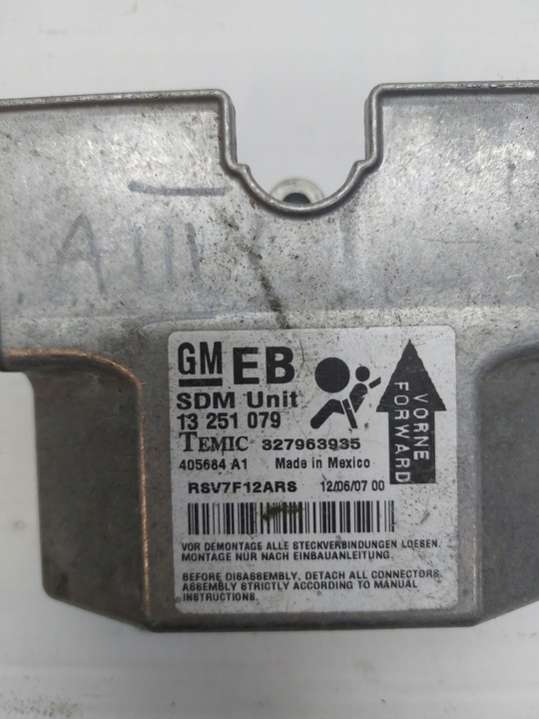 GM EB
SDM Unit
13 251 079
TEMIC 327963935
405684 A1 Made in Mexico
RSV7F12ARS 12/06/07 00
VORNE
FORWARD
VOR DEMONTAGE ALLE STECKVERBINDUNGEN LOESEN.
MONTAGE NUR NACH EINBAUANLEITUNG.
BEFORE DISASSEMBLY, DETACH ALL CONNECTORS
ASSEMBLY STRICTLY ACCORDING TO MANUAL
INSTRUCTIONS.